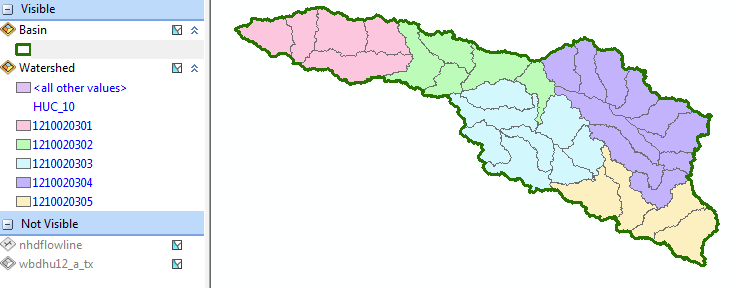 Visible
Basin
Watershed
<all other values>
HUC_10
1210020301
1210020302
1210020303
1210020304
1210020305
Not Visible
nhdflowline
wbdhu12_a_tx